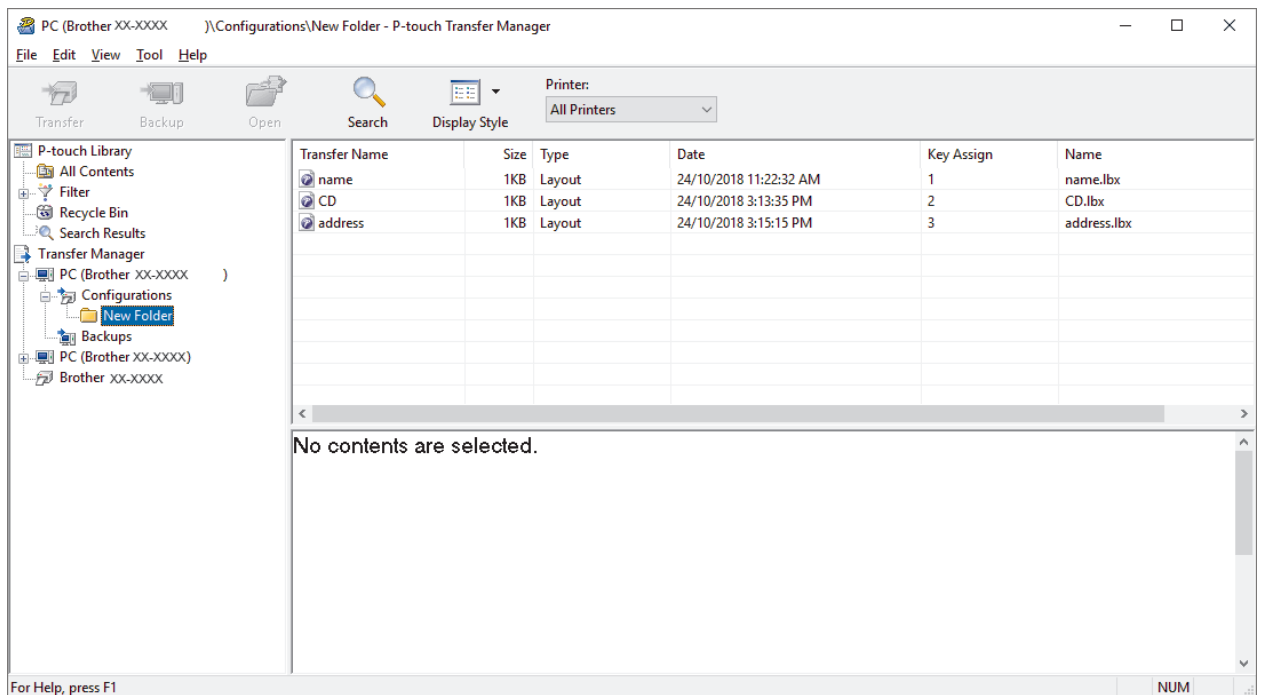 PC (Brother XX-XXXX )\Configurations\New Folder - P-touch Transfer Manager
File Edit View Tool Help
Transfer Backup Open Search Display Style
Printer:
All Printers
P-touch Library
All Contents
Filter
Recycle Bin
Search Results
Transfer Manager
PC (Brother XX-XXXX )
Configurations
New Folder
Backups
PC (Brother XX-XXXX)
Brother XX-XXXX
Transfer Name Size Type Date Key Assign Name
name 1KB Layout 24/10/2018 11:22:32 AM 1 name.lbx
CD 1KB Layout 24/10/2018 3:13:35 PM 2 CD.lbx
address 1KB Layout 24/10/2018 3:15:15 PM 3 address.lbx
No contents are selected.
For Help, press F1 NUM